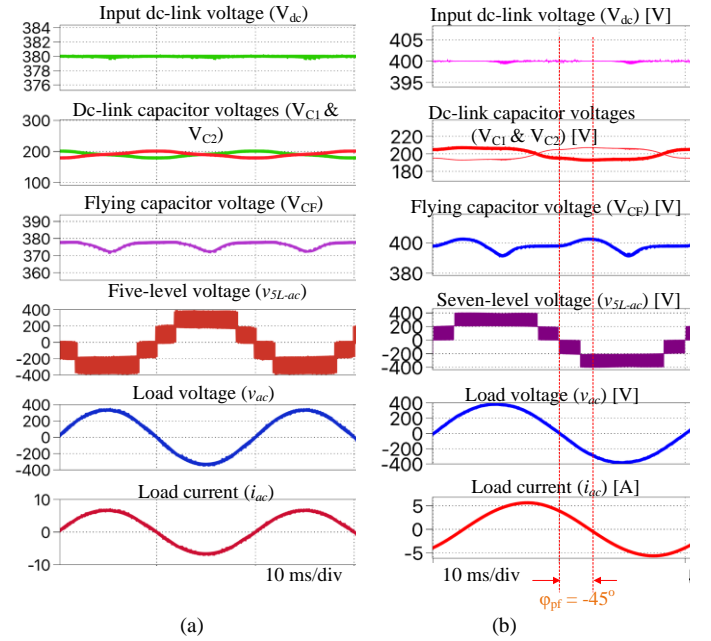 Input dc-link voltage (Vdc)
384
382
380
378
376
Dc-link capacitor voltages (VC1 &
VC2)
300
200
100
Flying capacitor voltage (VCF)
390
380
370
360
Five-level voltage (v5L-ac)
400
200
0
-200
-400
Load voltage (vac)
400
200
0
-200
-400
Load current (iac)
10
0
-10
10 ms/div
(a)
Input dc-link voltage (Vdc) [V]
405
400
395
Dc-link capacitor voltages
(VC1 & VC2) [V]
220
200
180
Flying capacitor voltage (VCF) [V]
400
380
Seven-level voltage (v5L-ac) [V]
400
200
0
-200
-400
Load voltage (vac) [V]
400
200
0
-200
400
Load current (iac) [A]
5
0
-5
10 ms/div
φpf = -45°
(b)